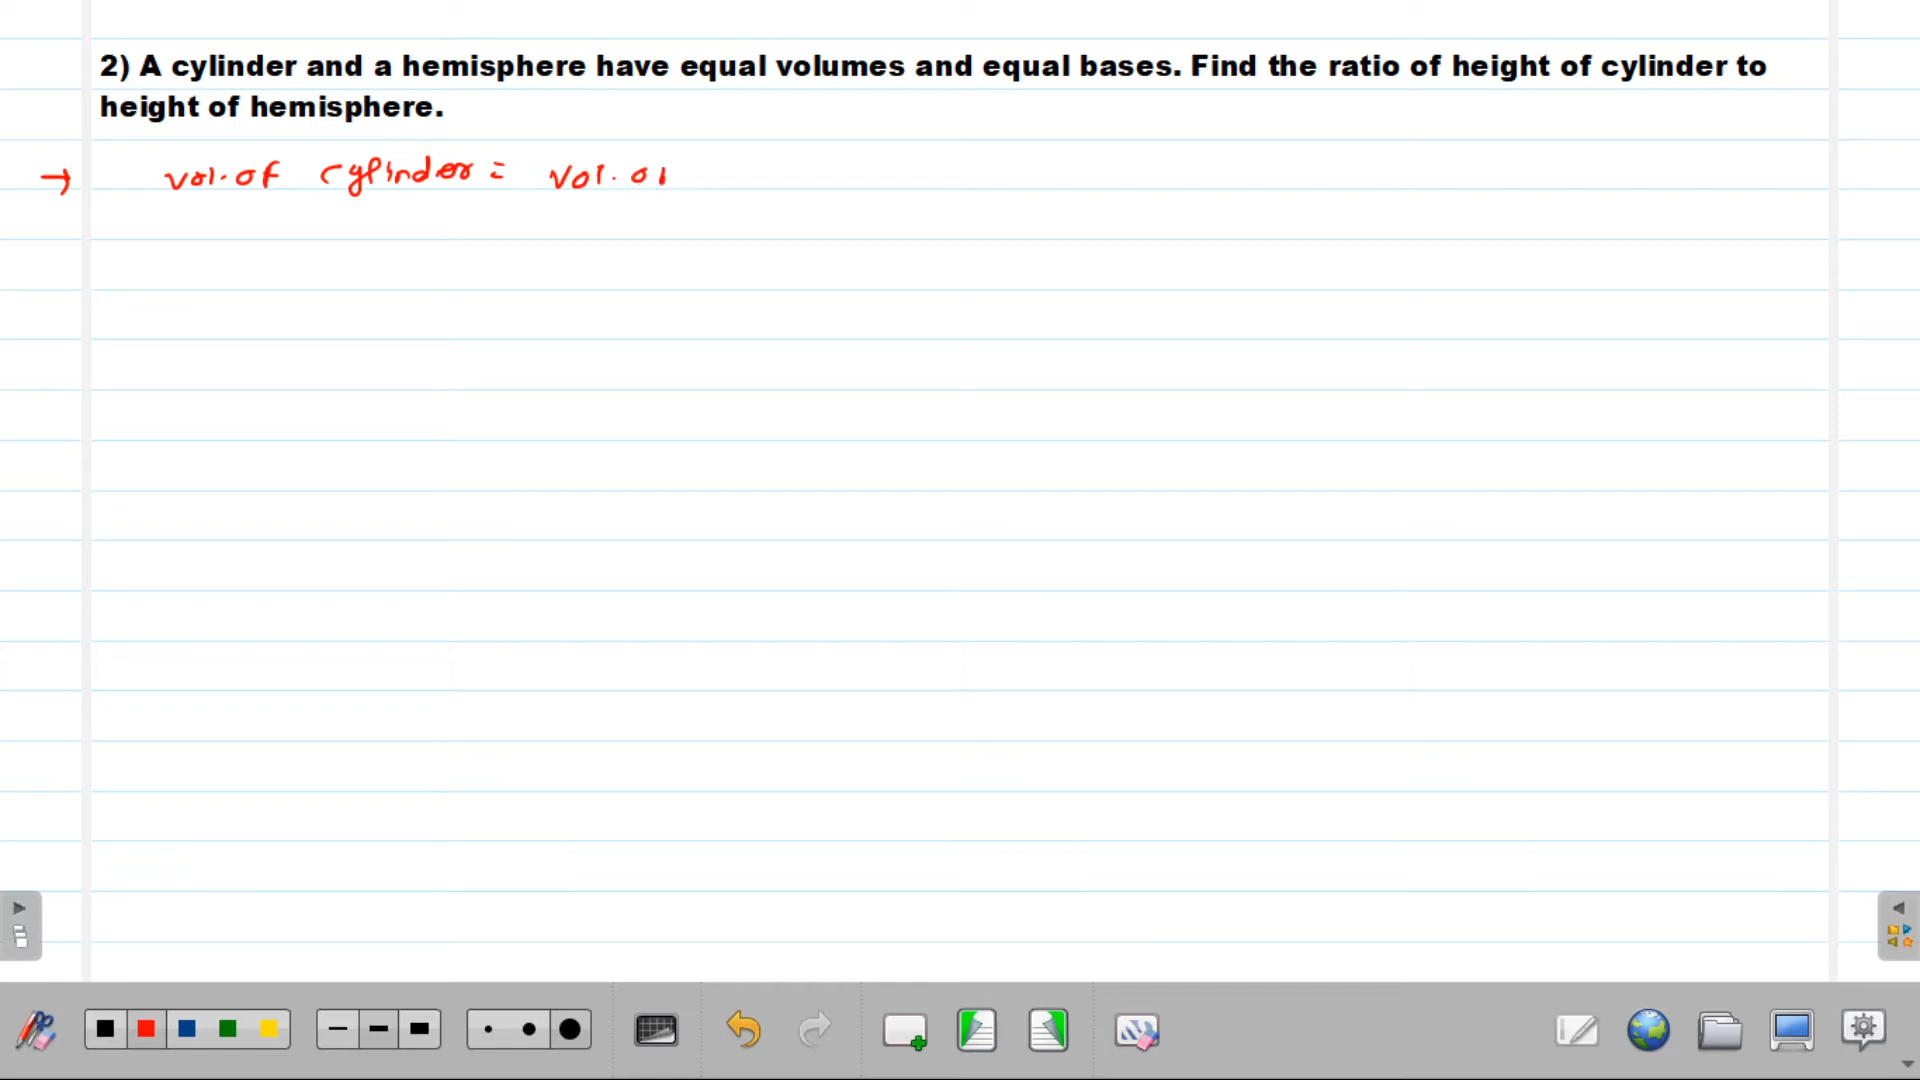 2) A cylinder and a hemisphere have equal volumes and equal bases. Find the ratio of height of cylinder to
height of hemisphere.
→ vol. of cylinder = vol.